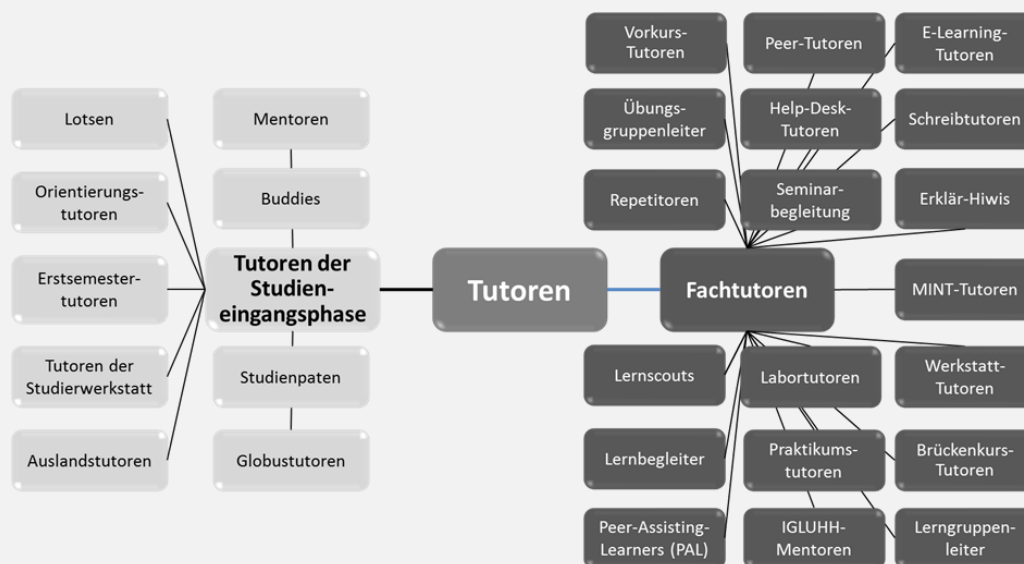 Lotsen
Orientierungs-
tutoren
Erstsemester-
tutoren
Tutoren der
Studierwerkstatt
Auslandstutoren
Mentoren
Buddies
Tutoren der
Studien-
eingangsphase
Studienpaten
Globustutoren
Tutoren
Fachtutoren
Vorkurs-
Tutoren
Peer-Tutoren
E-Learning-
Tutoren
Übungs-
gruppenleiter
Help-Desk-
Tutoren
Schreibtutoren
Repetitoren
Seminar-
begleitung
Erklär-Hiwis
MINT-Tutoren
Lernscouts
Labortutoren
Werkstatt-
Tutoren
Lernbegleiter
Praktikums-
tutoren
Brückenkurs-
Tutoren
Peer-Assisting-
Learners (PAL)
IGLUHH-
Mentoren
Lerngruppen-
leiter